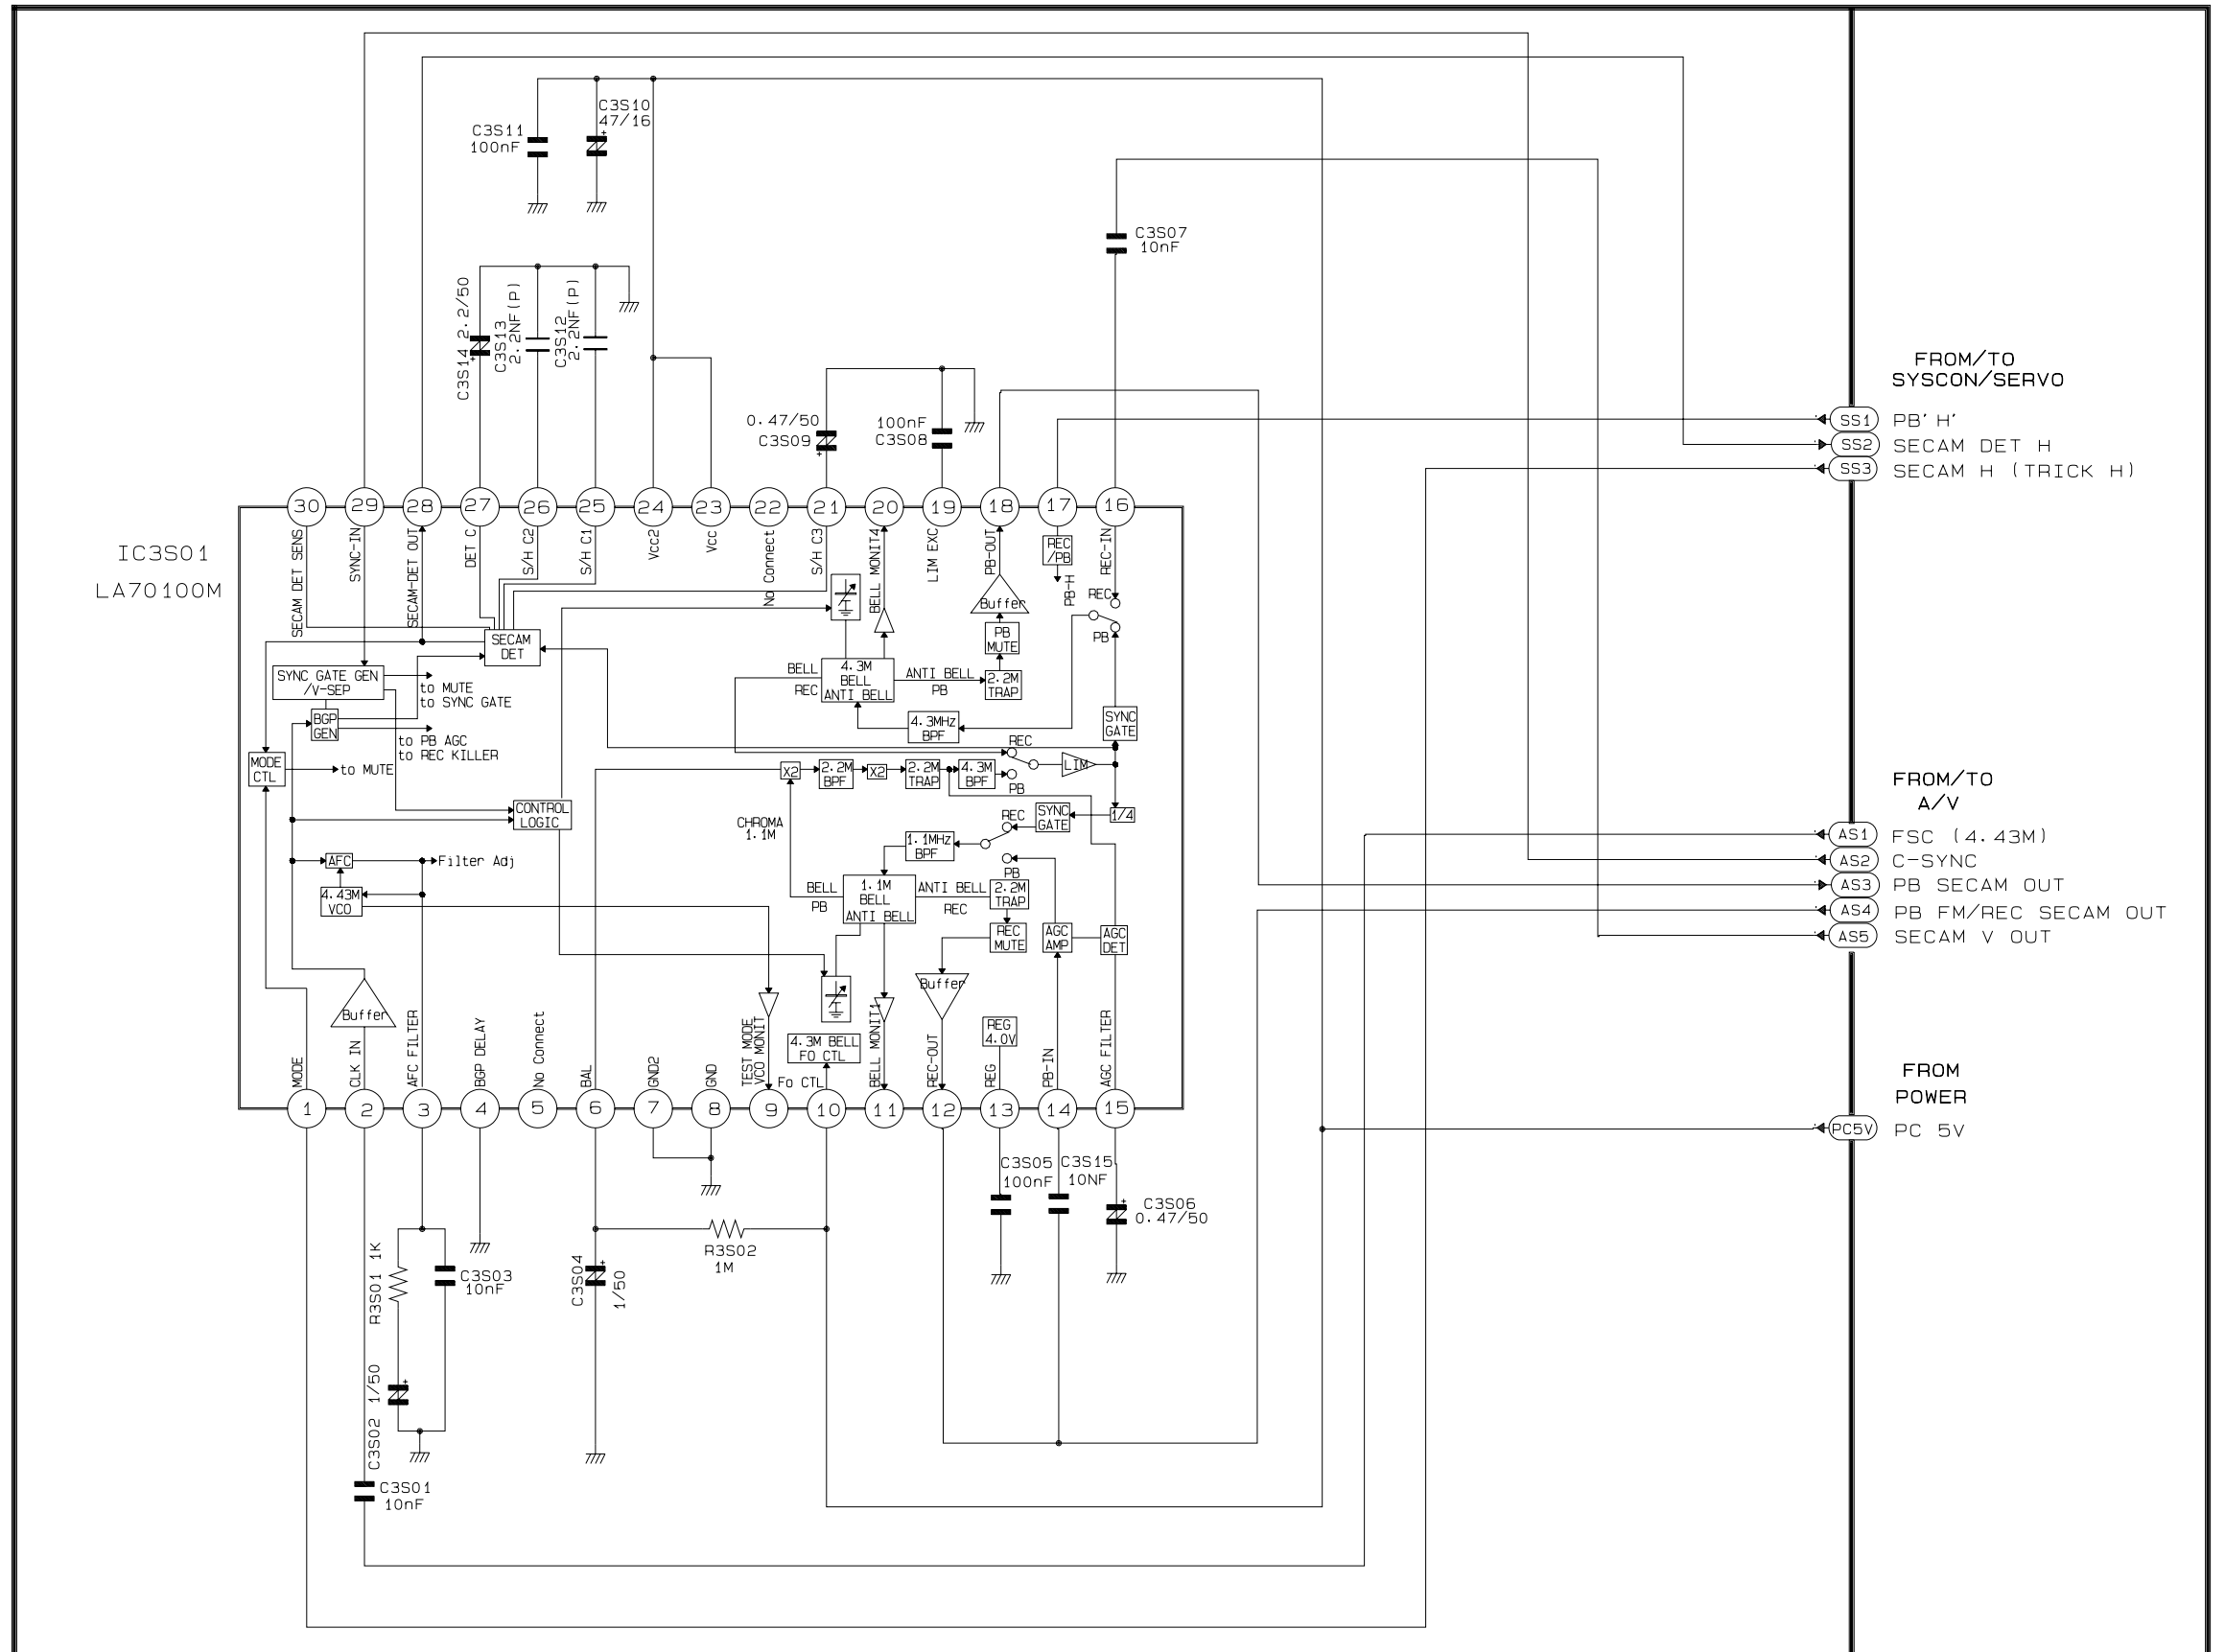 C3S10
47/16
C3S11
100nF
C3S07
10nF
C3S14 2.2/50
C3S13
2.2NF(P)
C3S12
2.2NF(P)
0.47/50
C3S09
100nF
C3S08
FROM/TO
SYSCON/SERVO
SS1 PB'H'
SS2 SECAM DET H
SS3 SECAM H (TRICK H)
IC3S01
LA70100M
30 29 28 27 26 25 24 23 22 21 20 19 18 17 16
SECAM DET SENS
SYNC-IN
SECAM-DET OUT
DET C
S/H C2
S/H C1
Vcc2
Vcc
No Connect
S/H C3
BELL MONIT4
LIM EXC
PB-OUT
REC
/PB
PB-H
REC-IN
REC
PB
Buffer
PB
MUTE
SECAM
DET
SYNC GATE GEN
/V-SEP
to MUTE
to SYNC GATE
BGP
GEN
to PB AGC
to REC KILLER
MODE
CTL
to MUTE
BELL
REC
4.3M
BELL
ANTI BELL
ANTI BELL
PB
2.2M
TRAP
4.3MHz
BPF
SYNC
GATE
REC
PB
LIM
X2
2.2M
BPF
X2
2.2M
TRAP
4.3M
BPF
CONTROL
LOGIC
CHROMA
1.1M
1.1MHz
BPF
REC
PB
SYNC
GATE
1/4
AFC
Filter Adj
4.43M
VCO
BELL
PB
1.1M
BELL
ANTI BELL
ANTI BELL
REC
2.2M
TRAP
REC
MUTE
AGC
AMP
AGC
DET
Buffer
Buffer
REG
4.0V
4.3M BELL
FO CTL
MODE
CLK IN
AFC FILTER
BGP DELAY
No Connect
BAL
GND2
GND
TEST MODE
VCO MONIT
Fo CTL
BELL MONIT1
REC-OUT
REG
PB-IN
AGC FILTER
1 2 3 4 5 6 7 8 9 10 11 12 13 14 15
FROM/TO
A/V
AS1 FSC (4.43M)
AS2 C-SYNC
AS3 PB SECAM OUT
AS4 PB FM/REC SECAM OUT
AS5 SECAM V OUT
FROM
POWER
PC5V PC 5V
C3S05
100nF
C3S15
10NF
C3S06
0.47/50
R3S02
1M
C3S04
1/50
R3S01 1K
C3S03
10nF
C3S02 1/50
C3S01
10nF